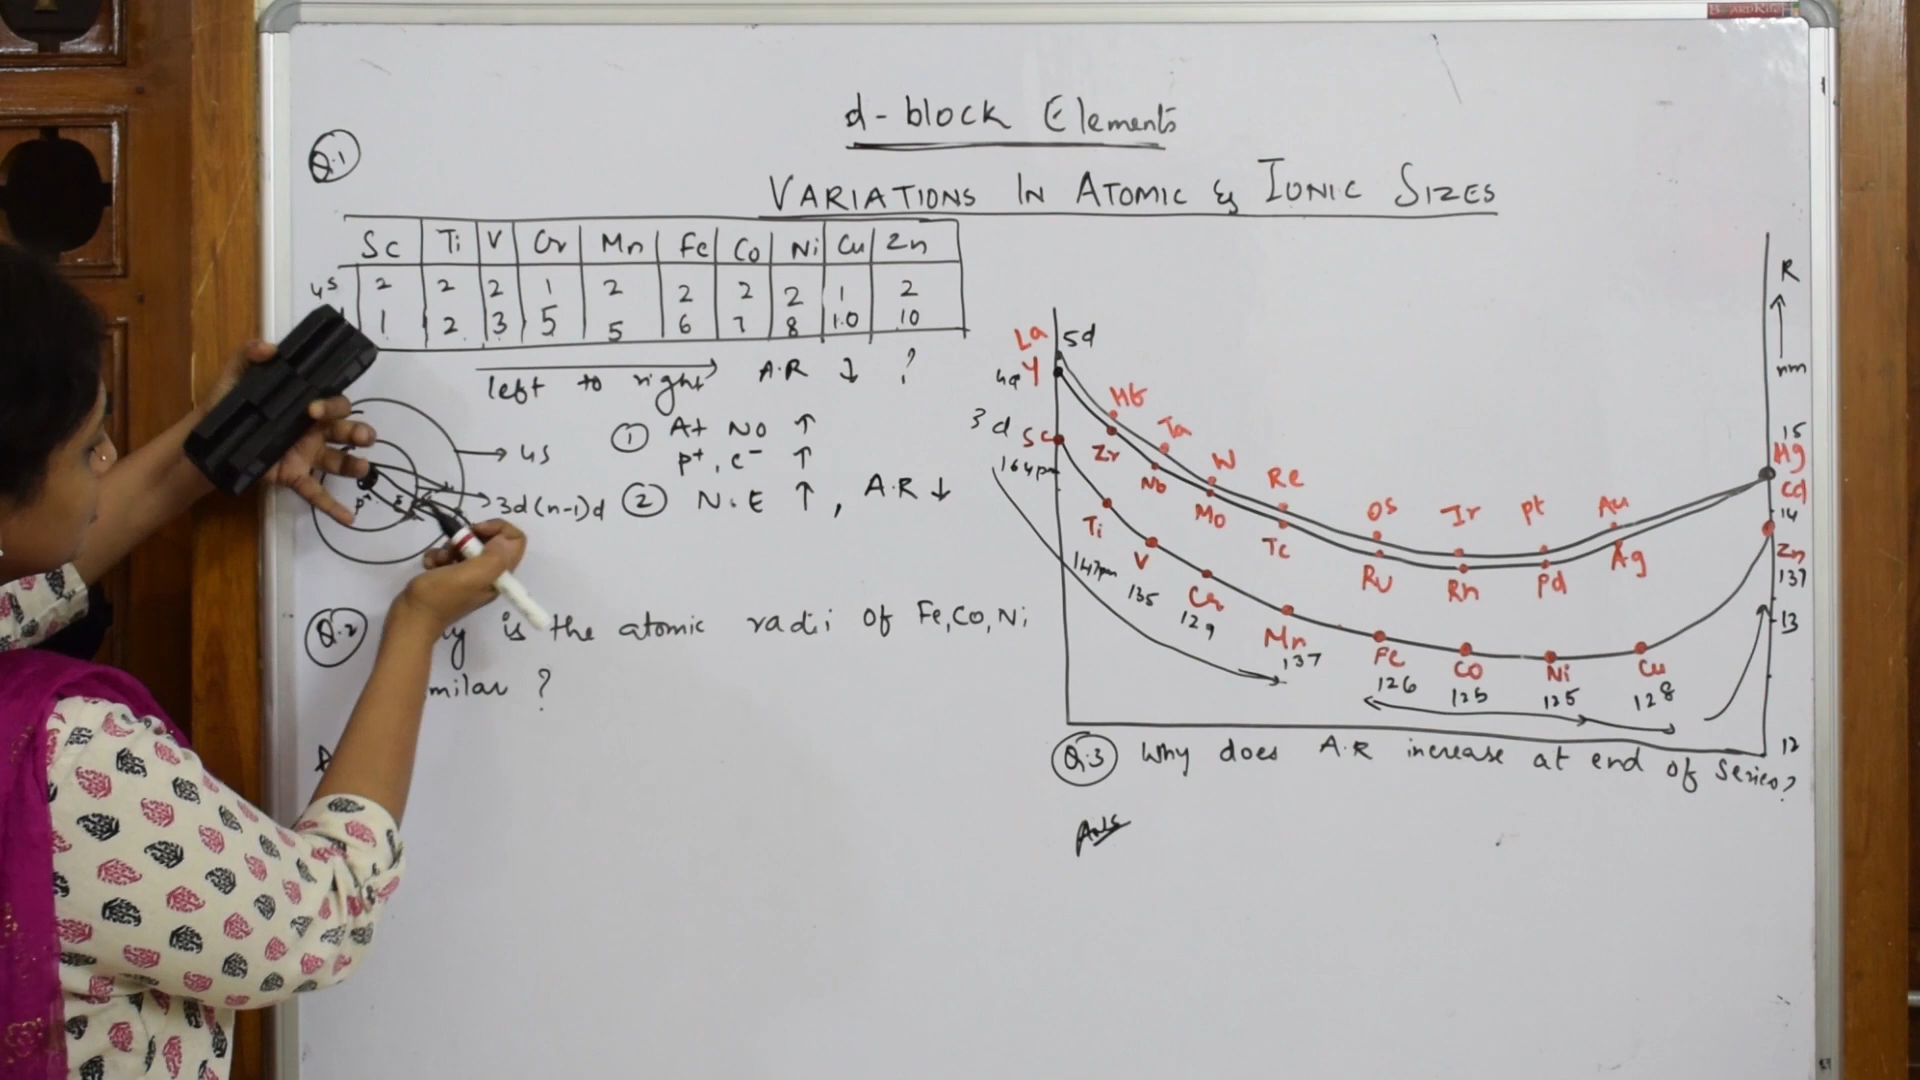 d-block Elements
VARIATIONS IN ATOMIC & IONIC SIZES
Q.1
Sc Ti V Cr Mn Fe Co Ni Cu Zn
4s 2 2 2 1 2 2 2 2 1 2
1 2 3 5 5 6 7 8 10 10
left to right A.R ↓ ?
① At No ↑
p+, e- ↑
② N.E ↑, A.R ↓
4s
3d (n-1)d
p+
Q.2 is the atomic radii of Fe, Co, Ni
milar ?
R
nm
15
14
13
12
5d
La Hf Ta W Re Os Ir Pt Au Hg
4d
Y Zr Nb Mo Tc Ru Rh Pd Ag Cd
3d
Sc Ti V Cr Mn Fe Co Ni Cu Zn
164pm 147pm 135 129 137 126 125 125 128 137
Q.3 Why does A.R increase at end of series?
Ans